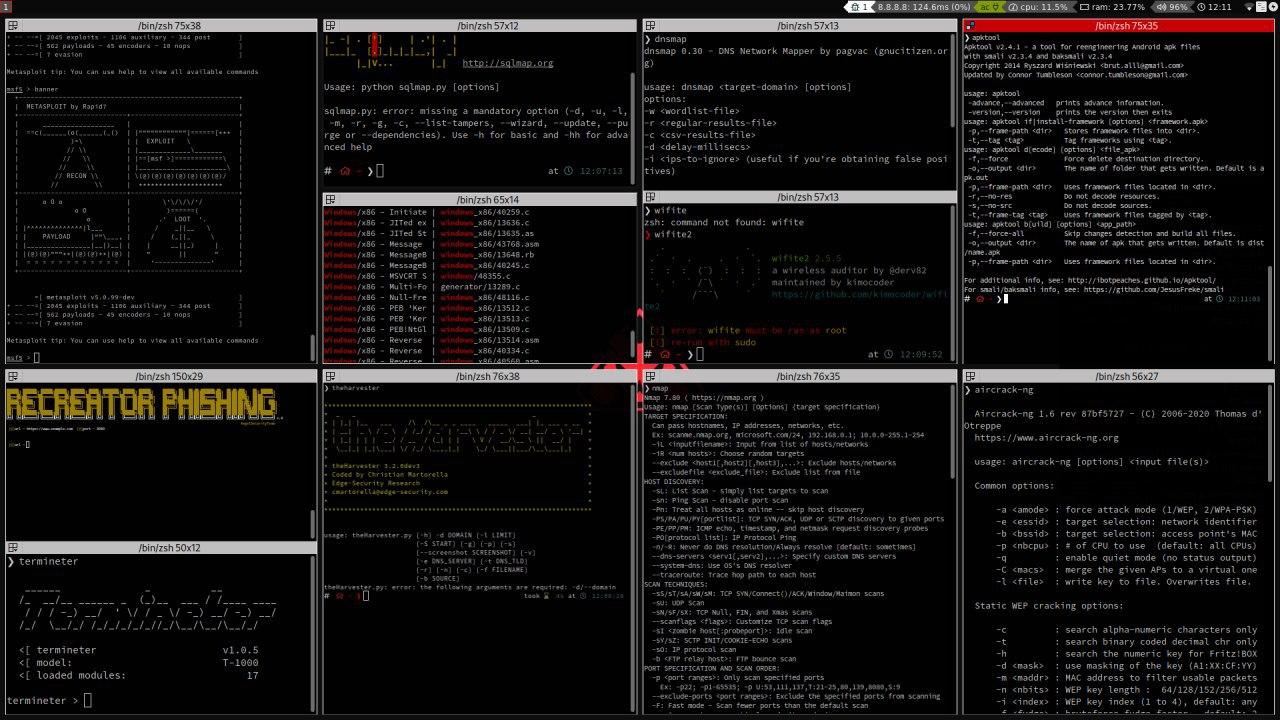 1
1 8.8.8.8: 124.6ms (0%) ac cpu: 11.5% ram: 23.77% 96% 12:11
/bin/zsh 75x38
+ -- --=[ 2045 exploits - 1106 auxiliary - 344 post ]
+ -- --=[ 562 payloads - 45 encoders - 10 nops ]
+ -- --=[ 7 evasion ]
Metasploit tip: You can use help to view all available commands
msf5 > banner
METASPLOIT by Rapid7
EXPLOIT
[msf >]
RECON
LOOT
PAYLOAD
=[ metasploit v5.0.99-dev ]
+ -- --=[ 2045 exploits - 1106 auxiliary - 344 post ]
+ -- --=[ 562 payloads - 45 encoders - 10 nops ]
+ -- --=[ 7 evasion ]
Metasploit tip: You can use help to view all available commands
msf5 >
/bin/zsh 57x12
http://sqlmap.org
Usage: python sqlmap.py [options]
sqlmap.py: error: missing a mandatory option (-d, -u, -l,
-m, -r, -g, -c, --list-tampers, --wizard, --update, --pu
rge or --dependencies). Use -h for basic and -hh for adva
nced help
# ~ ❯ at 12:07:13
/bin/zsh 65x14
Windows/x86 - Initiate | windows_x86/40259.c
Windows/x86 - JITed ex | windows_x86/13636.c
Windows/x86 - JITed St | windows_x86/13635.as
Windows/x86 - Message | windows_x86/43768.asm
Windows/x86 - MessageB | windows_x86/13648.rb
Windows/x86 - MessageB | windows_x86/40245.c
Windows/x86 - MSVCRT S | windows/48355.c
Windows/x86 - Multi-Fo | generator/13289.c
Windows/x86 - Null-Fre | windows_x86/48116.c
Windows/x86 - PEB 'Ker | windows_x86/13512.c
Windows/x86 - PEB 'Ker | windows_x86/13513.c
Windows/x86 - PEB!NtGl | windows_x86/13509.c
Windows/x86 - Reverse | windows_x86/13514.asm
Windows/x86 - Reverse | windows_x86/40334.c
Windows/x86 - Reverse | windows_x86/40560.asm
/bin/zsh 57x13
❯ dnsmap
dnsmap 0.30 - DNS Network Mapper by pagvac (gnucitizen.or
g)
usage: dnsmap <target-domain> [options]
options:
-w <wordlist-file>
-r <regular-results-file>
-c <csv-results-file>
-d <delay-millisecs>
-i <ips-to-ignore> (useful if you're obtaining false posi
tives)
/bin/zsh 57x13
❯ wifite
zsh: command not found: wifite
❯ wifite2
wifite2 2.5.5
a wireless auditor by @derv82
maintained by kimocoder
https://github.com/kimocoder/wifi
te2
[!] error: wifite must be run as root
[!] re-run with sudo
# ~ ❯ at 12:09:52
/bin/zsh 75x35
❯ apktool
Apktool v2.4.1 - a tool for reengineering Android apk files
with smali v2.3.4 and baksmali v2.3.4
Copyright 2014 Ryszard Wiśniewski <brut.alll@gmail.com>
Updated by Connor Tumbleson <connor.tumbleson@gmail.com>
usage: apktool
-advance,--advanced prints advance information.
-version,--version prints the version then exits
usage: apktool if|install-framework [options] <framework.apk>
-p,--frame-path <dir> Stores framework files into <dir>.
-t,--tag <tag> Tag frameworks using <tag>.
usage: apktool d[ecode] [options] <file_apk>
-f,--force Force delete destination directory.
-o,--output <dir> The name of folder that gets written. Default is a
pk.out
-p,--frame-path <dir> Uses framework files located in <dir>.
-r,--no-res Do not decode resources.
-s,--no-src Do not decode sources.
-t,--frame-tag <tag> Uses framework files tagged by <tag>.
usage: apktool b[uild] [options] <app_path>
-f,--force-all Skip changes detection and build all files.
-o,--output <dir> The name of apk that gets written. Default is dist
/name.apk
-p,--frame-path <dir> Uses framework files located in <dir>.
For additional info, see: http://ibotpeaches.github.io/Apktool/
For smali/baksmali info, see: https://github.com/JesusFreke/smali
# ~ ❯ at 12:11:03
/bin/zsh 150x29
RECREATOR PHISHING
/bin/zsh 50x12
❯ termineter
termineter
<[ termineter v1.0.5
<[ model: T-1000
<[ loaded modules: 17
termineter >
/bin/zsh 76x38
❯ theharvester
theHarvester
* theHarvester 3.2.0dev3 *
* Coded by Christian Martorella *
* Edge-Security Research *
* cmartorella@edge-security.com *
usage: theHarvester.py [-h] -d DOMAIN [-l LIMIT]
[-S START] [-g] [-p] [-s]
[--screenshot SCREENSHOT] [-v]
[-e DNS_SERVER] [-t DNS_TLD]
[-r] [-n] [-c] [-f FILENAME]
[-b SOURCE]
theHarvester.py: error: the following arguments are required: -d/--domain
/bin/zsh 76x35
❯ nmap
Nmap 7.80 ( https://nmap.org )
Usage: nmap [Scan Type(s)] [Options] {target specification}
TARGET SPECIFICATION:
Can pass hostnames, IP addresses, networks, etc.
Ex: scanme.nmap.org, microsoft.com/24, 192.168.0.1; 10.0.0-255.1-254
-iL <inputfilename>: Input from list of hosts/networks
-iR <num hosts>: Choose random targets
--exclude <host1[,host2][,host3],...>: Exclude hosts/networks
--excludefile <exclude_file>: Exclude list from file
HOST DISCOVERY:
-sL: List Scan - simply list targets to scan
-sn: Ping Scan - disable port scan
-Pn: Treat all hosts as online -- skip host discovery
-PS/PA/PU/PY[portlist]: TCP SYN/ACK, UDP or SCTP discovery to given ports
-PE/PP/PM: ICMP echo, timestamp, and netmask request discovery probes
-PO[protocol list]: IP Protocol Ping
-n/-R: Never do DNS resolution/Always resolve [default: sometimes]
--dns-servers <serv1[,serv2],...>: Specify custom DNS servers
--system-dns: Use OS's DNS resolver
--traceroute: Trace hop path to each host
SCAN TECHNIQUES:
-sS/sT/sA/sW/sM: TCP SYN/Connect()/ACK/Window/Maimon scans
-sU: UDP Scan
-sN/sF/sX: TCP Null, FIN, and Xmas scans
--scanflags <flags>: Customize TCP scan flags
-sI <zombie host[:probeport]>: Idle scan
-sY/sZ: SCTP INIT/COOKIE-ECHO scans
-sO: IP protocol scan
-b <FTP relay host>: FTP bounce scan
PORT SPECIFICATION AND SCAN ORDER:
-p <port ranges>: Only scan specified ports
Ex: -p22; -p1-65535; -p U:53,111,137,T:21-25,80,139,8080,S:9
--exclude-ports <port ranges>: Exclude the specified ports from scanning
-F: Fast mode - Scan fewer ports than the default scan
/bin/zsh 56x27
❯ aircrack-ng
Aircrack-ng 1.6 rev 87bf5727 - (C) 2006-2020 Thomas d'
Otreppe
https://www.aircrack-ng.org
usage: aircrack-ng [options] <input file(s)>
Common options:
-a <amode> : force attack mode (1/WEP, 2/WPA-PSK)
-e <essid> : target selection: network identifier
-b <bssid> : target selection: access point's MAC
-p <nbcpu> : # of CPU to use (default: all CPUs)
-q : enable quiet mode (no status output)
-C <macs> : merge the given APs to a virtual one
-l <file> : write key to file. Overwrites file.
Static WEP cracking options:
-c : search alpha-numeric characters only
-t : search binary coded decimal chr only
-h : search the numeric key for Fritz!BOX
-d <mask> : use masking of the key (A1:XX:CF:YY)
-m <maddr> : MAC address to filter usable packets
-n <nbits> : WEP key length : 64/128/152/256/512
-i <index> : WEP key index (1 to 4), default: any